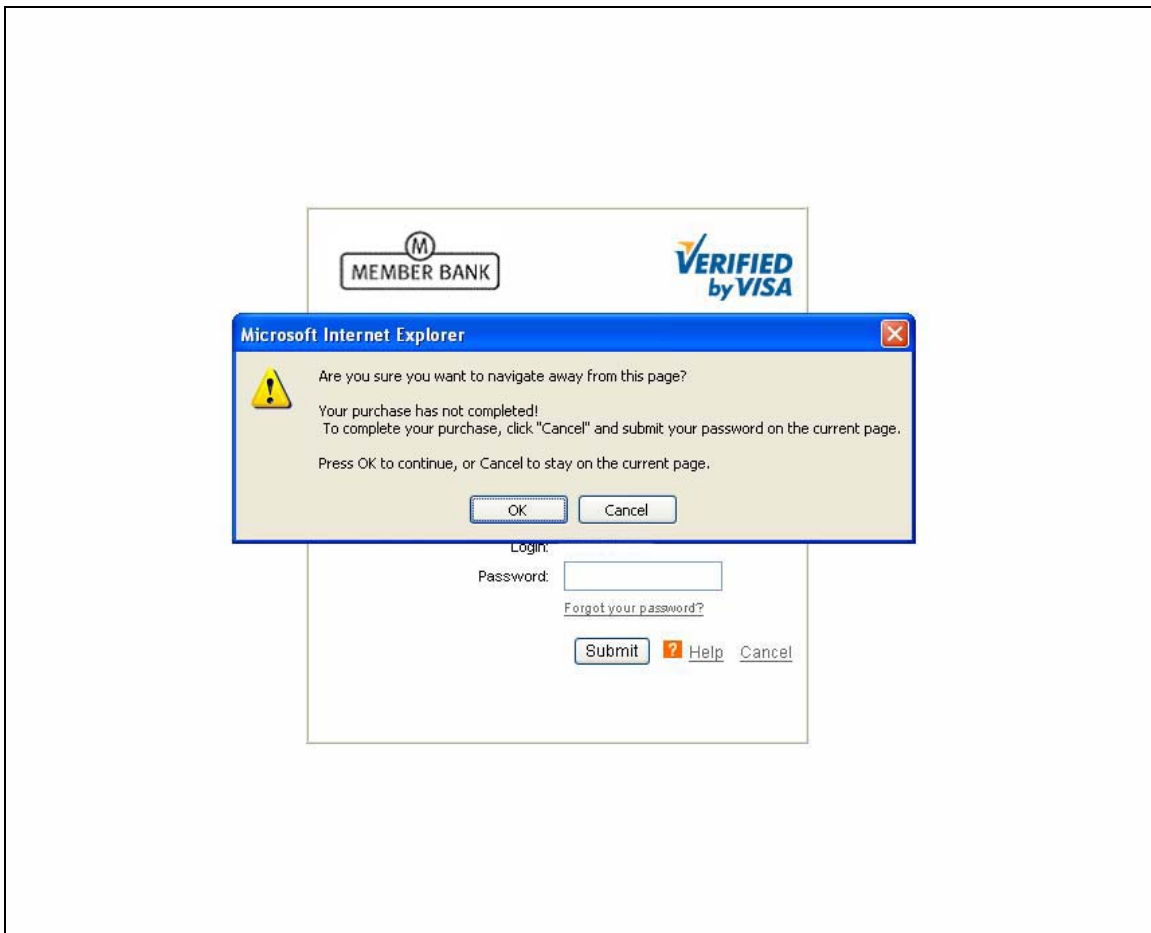 M
MEMBER BANK
VERIFIED
by VISA
Microsoft Internet Explorer
Are you sure you want to navigate away from this page?
Your purchase has not completed!
To complete your purchase, click "Cancel" and submit your password on the current page.
Press OK to continue, or Cancel to stay on the current page.
OK Cancel
Login:
Password:
Forgot your password?
Submit ? Help Cancel